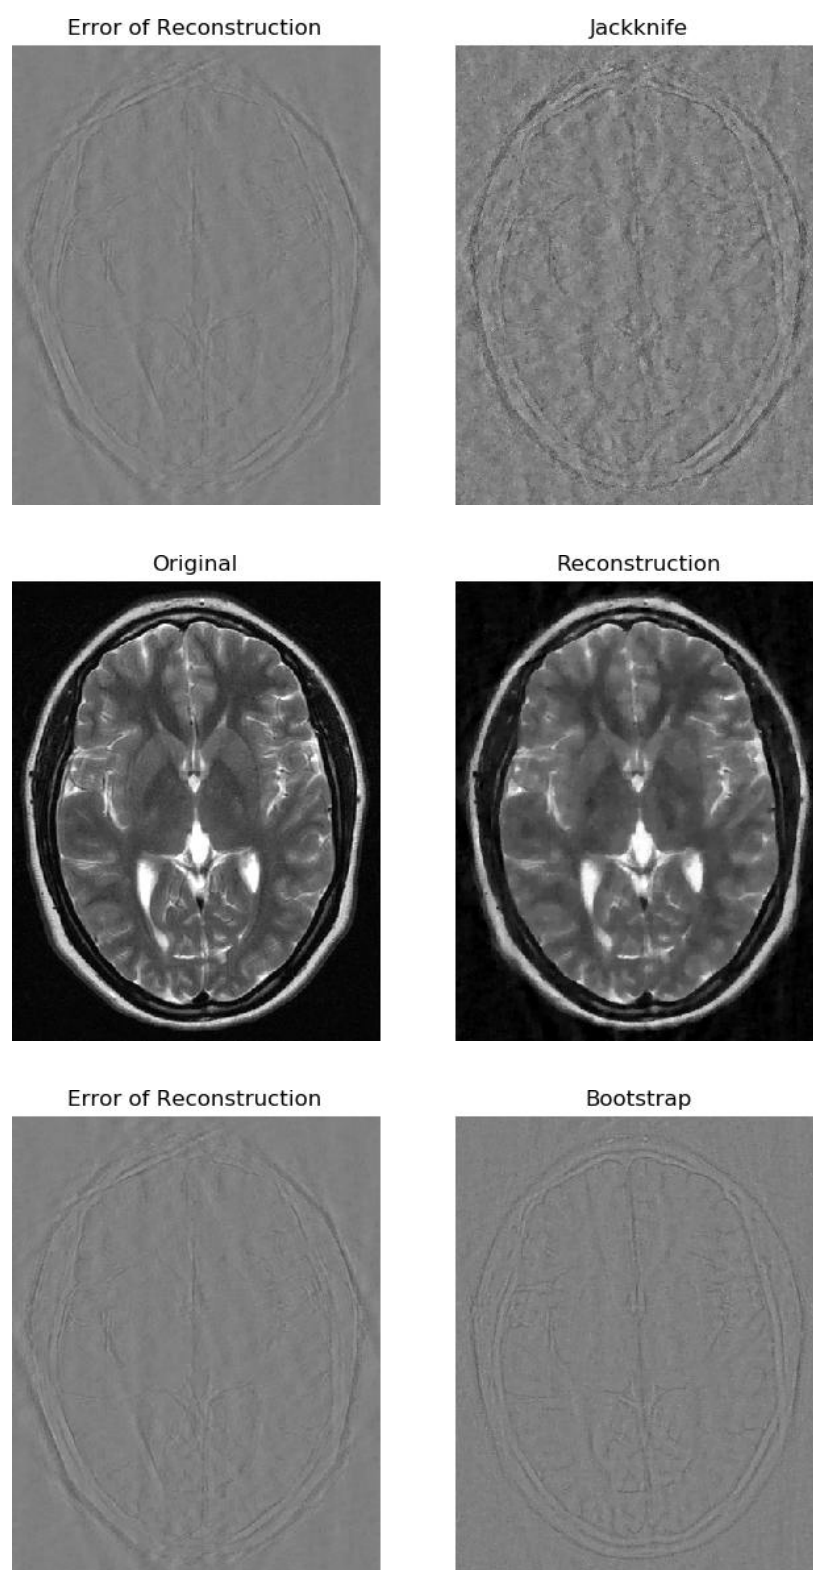 Error of Reconstruction
Jackknife
Original
Reconstruction
Error of Reconstruction
Bootstrap